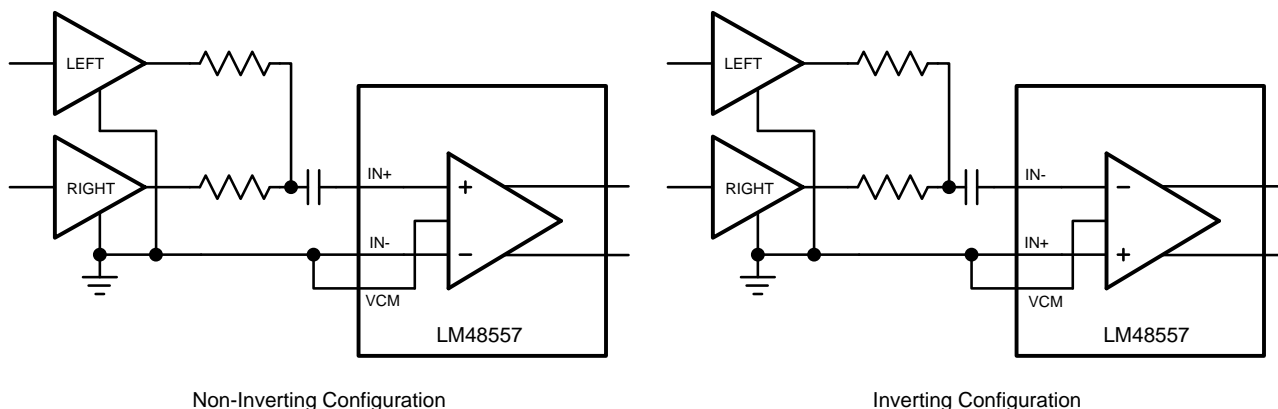 LEFT
RIGHT
IN+
+
IN-
-
VCM
LM48557
Non-Inverting Configuration
LEFT
RIGHT
IN-
-
IN+
+
VCM
LM48557
Inverting Configuration